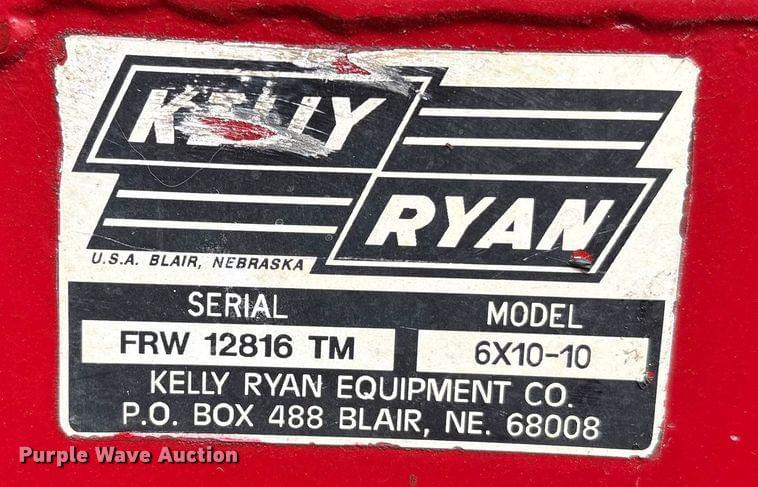 KELLY
RYAN
U.S.A. BLAIR, NEBRASKA
SERIAL MODEL
FRW 12816 TM 6X10-10
KELLY RYAN EQUIPMENT CO.
P.O. BOX 488 BLAIR, NE. 68008
Purple Wave Auction